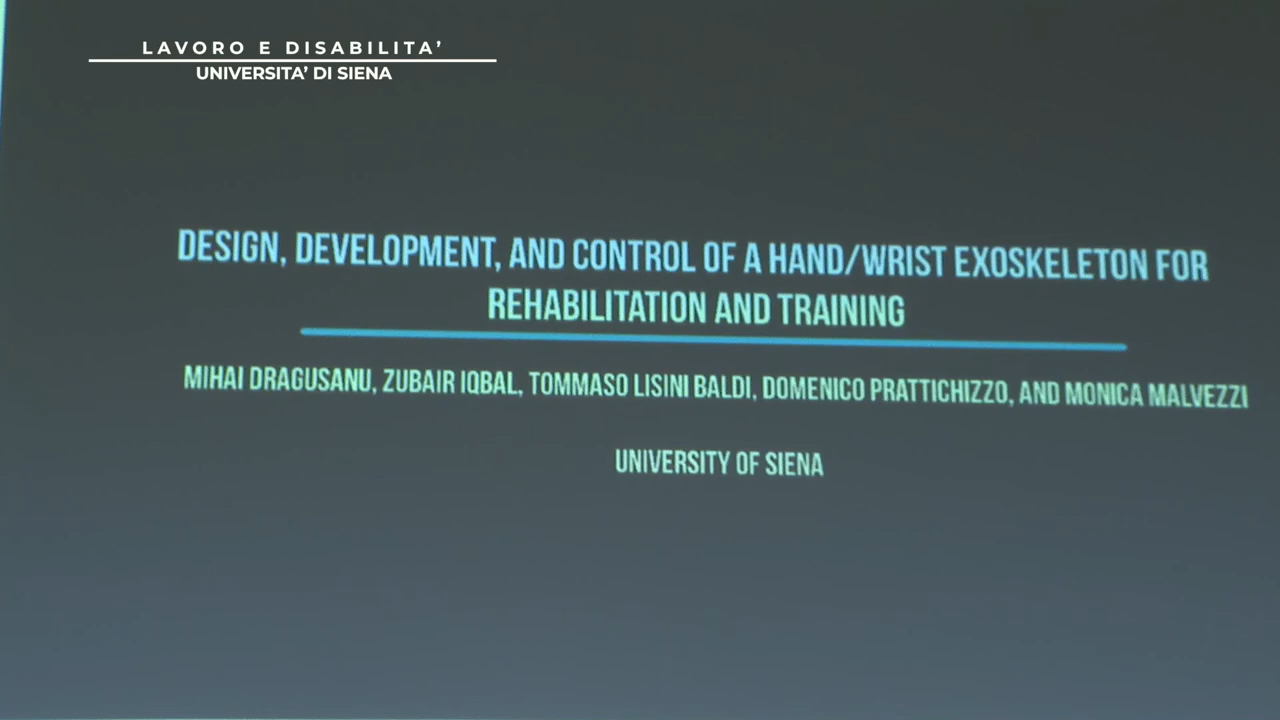 LAVORO E DISABILITA'
UNIVERSITA' DI SIENA
DESIGN, DEVELOPMENT, AND CONTROL OF A HAND/WRIST EXOSKELETON FOR
REHABILITATION AND TRAINING
MIHAI DRAGUSANU, ZUBAIR IQBAL, TOMMASO LISINI BALDI, DOMENICO PRATTICHIZZO, AND MONICA MALVEZZI
UNIVERSITY OF SIENA